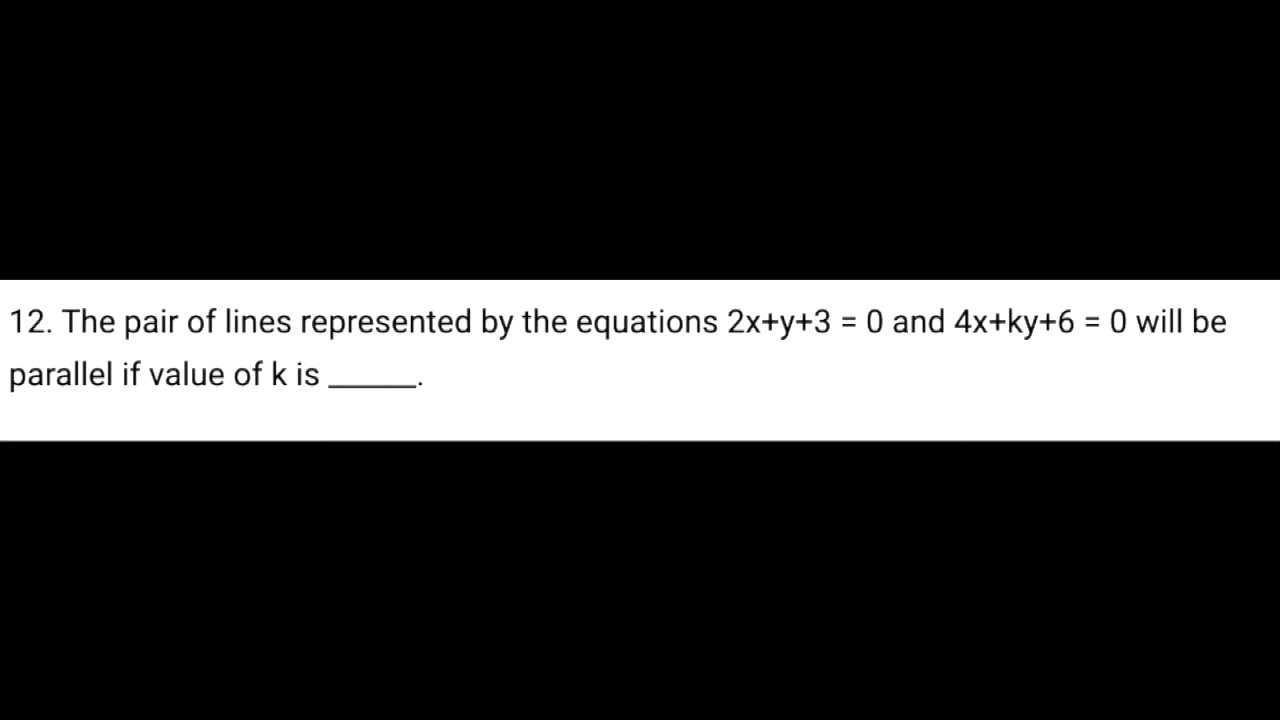 12. The pair of lines represented by the equations 2x+y+3 = 0 and 4x+ky+6 = 0 will be
parallel if value of k is _____.